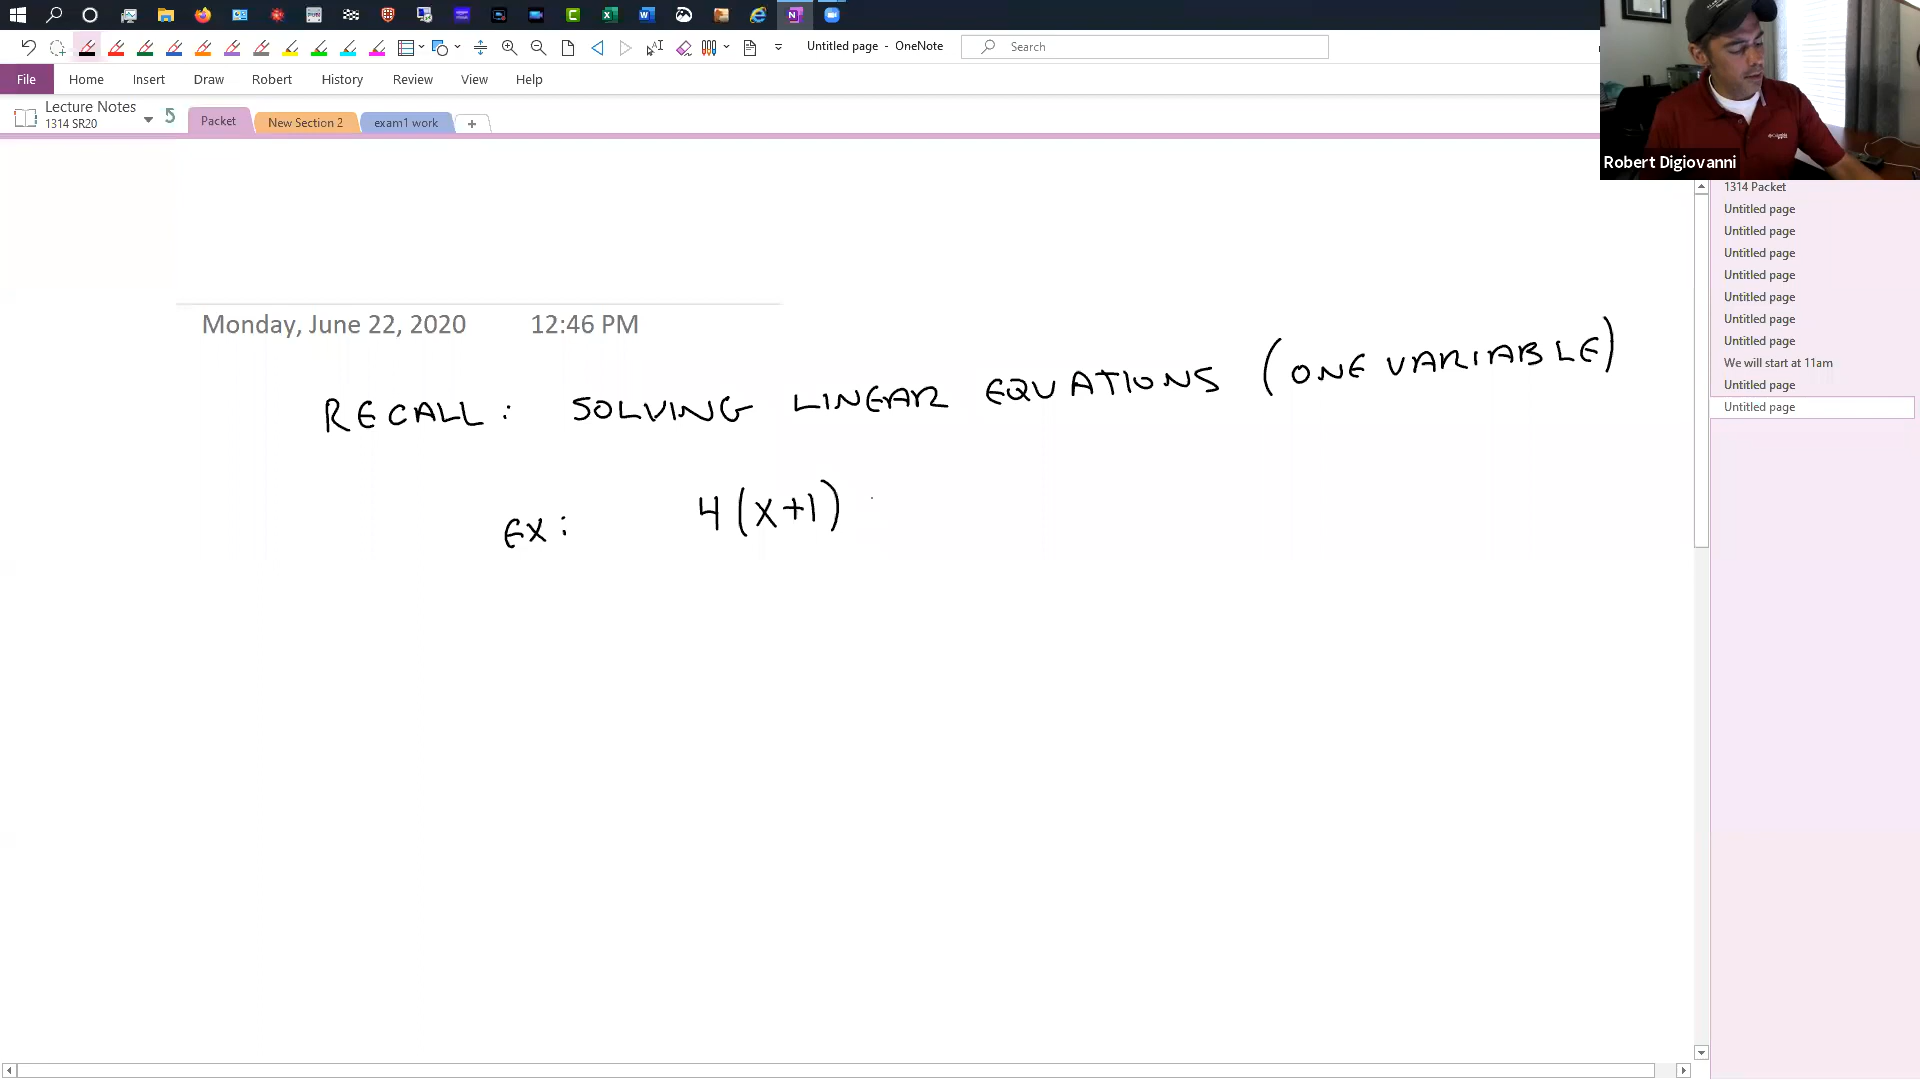 Untitled page - OneNote
Search
File Home Insert Draw Robert History Review View Help
Lecture Notes
1314 SR20
Packet New Section 2 exam1 work +
Robert Digiovanni
1314 Packet
Untitled page
Untitled page
Untitled page
Untitled page
Untitled page
Untitled page
Untitled page
We will start at 11am
Untitled page
Untitled page
Monday, June 22, 2020 12:46 PM
RECALL: SOLVING LINEAR EQUATIONS (ONE VARIABLE)
EX: 4(x+1)